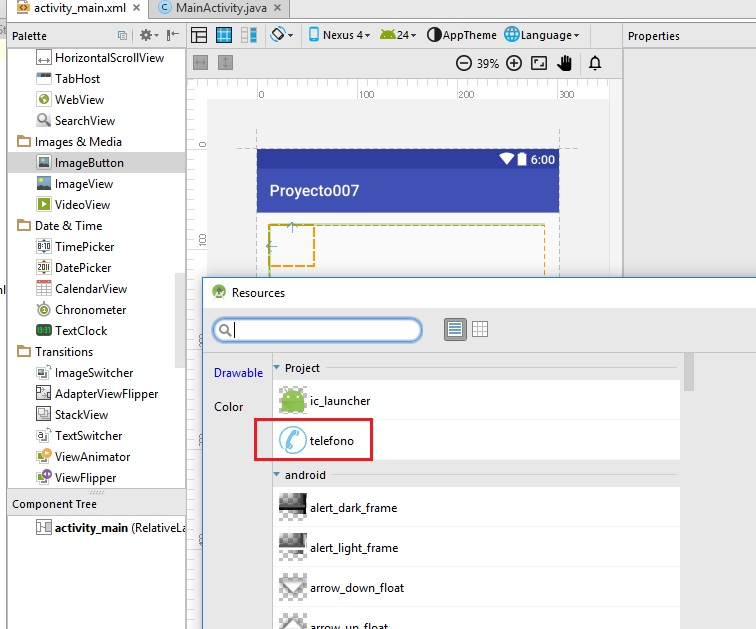 activity_main.xml
MainActivity.java
Palette
Nexus 4
24
AppTheme
Language
Properties
39%
HorizontalScrollView
TabHost
WebView
SearchView
Images & Media
ImageButton
ImageView
VideoView
Date & Time
TimePicker
DatePicker
CalendarView
Chronometer
TextClock
Transitions
ImageSwitcher
AdapterViewFlipper
StackView
TextSwitcher
ViewAnimator
ViewFlipper
Component Tree
activity_main (RelativeLa
0
100
200
300
0
100
6:00
Proyecto007
Resources
Drawable
Color
Project
ic_launcher
telefono
android
alert_dark_frame
alert_light_frame
arrow_down_float
arrow_up_float